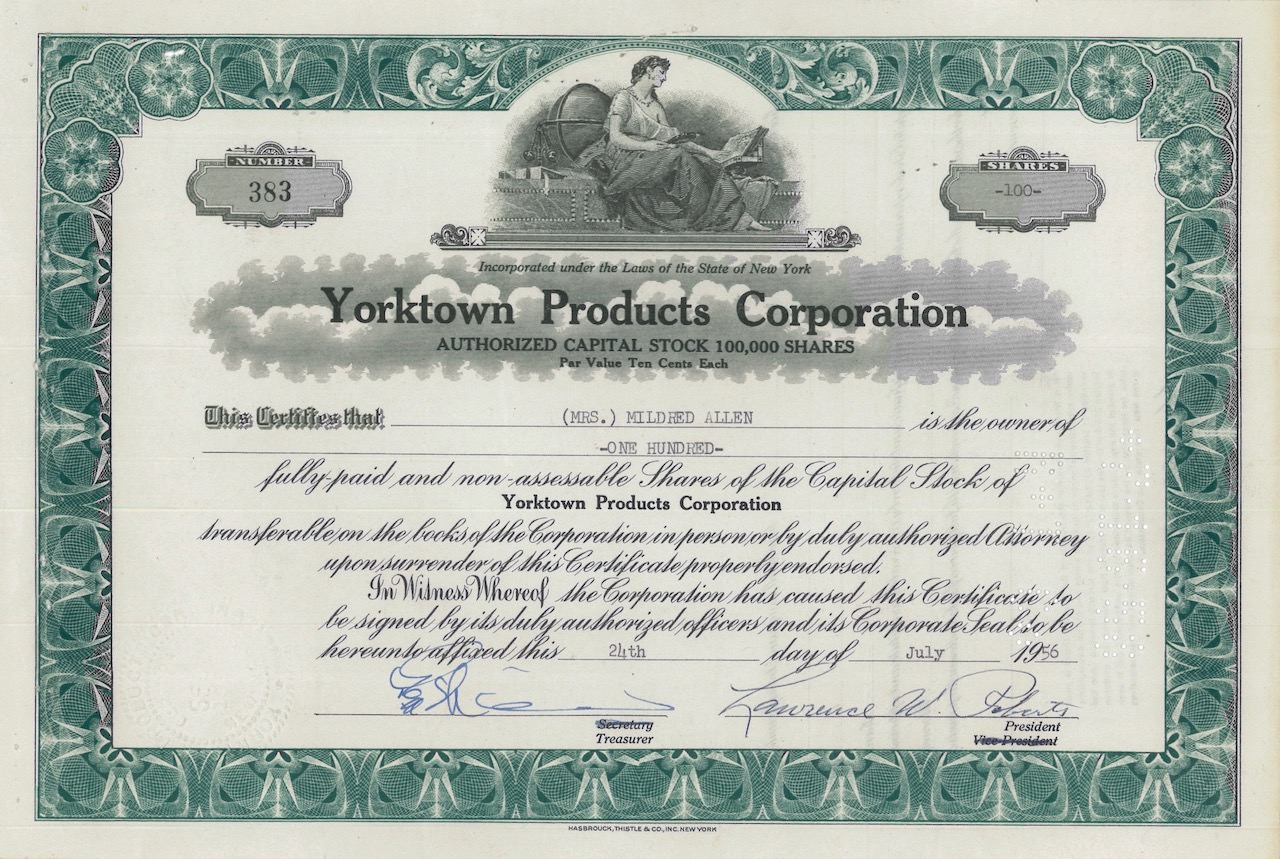 NUMBER
383
SHARES
-100-
Incorporated under the Laws of the State of New York
Yorktown Products Corporation
AUTHORIZED CAPITAL STOCK 100,000 SHARES
Par Value Ten Cents Each
This Certifies that (MRS.) MILDRED ALLEN is the owner of
-ONE HUNDRED-
fully-paid and non-assessable Shares of the Capital Stock of
Yorktown Products Corporation
transferable on the books of the Corporation in person or by duly authorized Attorney
upon surrender of this Certificate properly endorsed.
In Witness Whereof the Corporation has caused this Certificate to
be signed by its duly authorized officers and its Corporate Seal to be
hereunto affixed this 24th day of July 1956
Lawrence W. Roberts
Secretary President
Treasurer Vice-President
HASBROUCK, THISTLE & CO., INC. NEW YORK